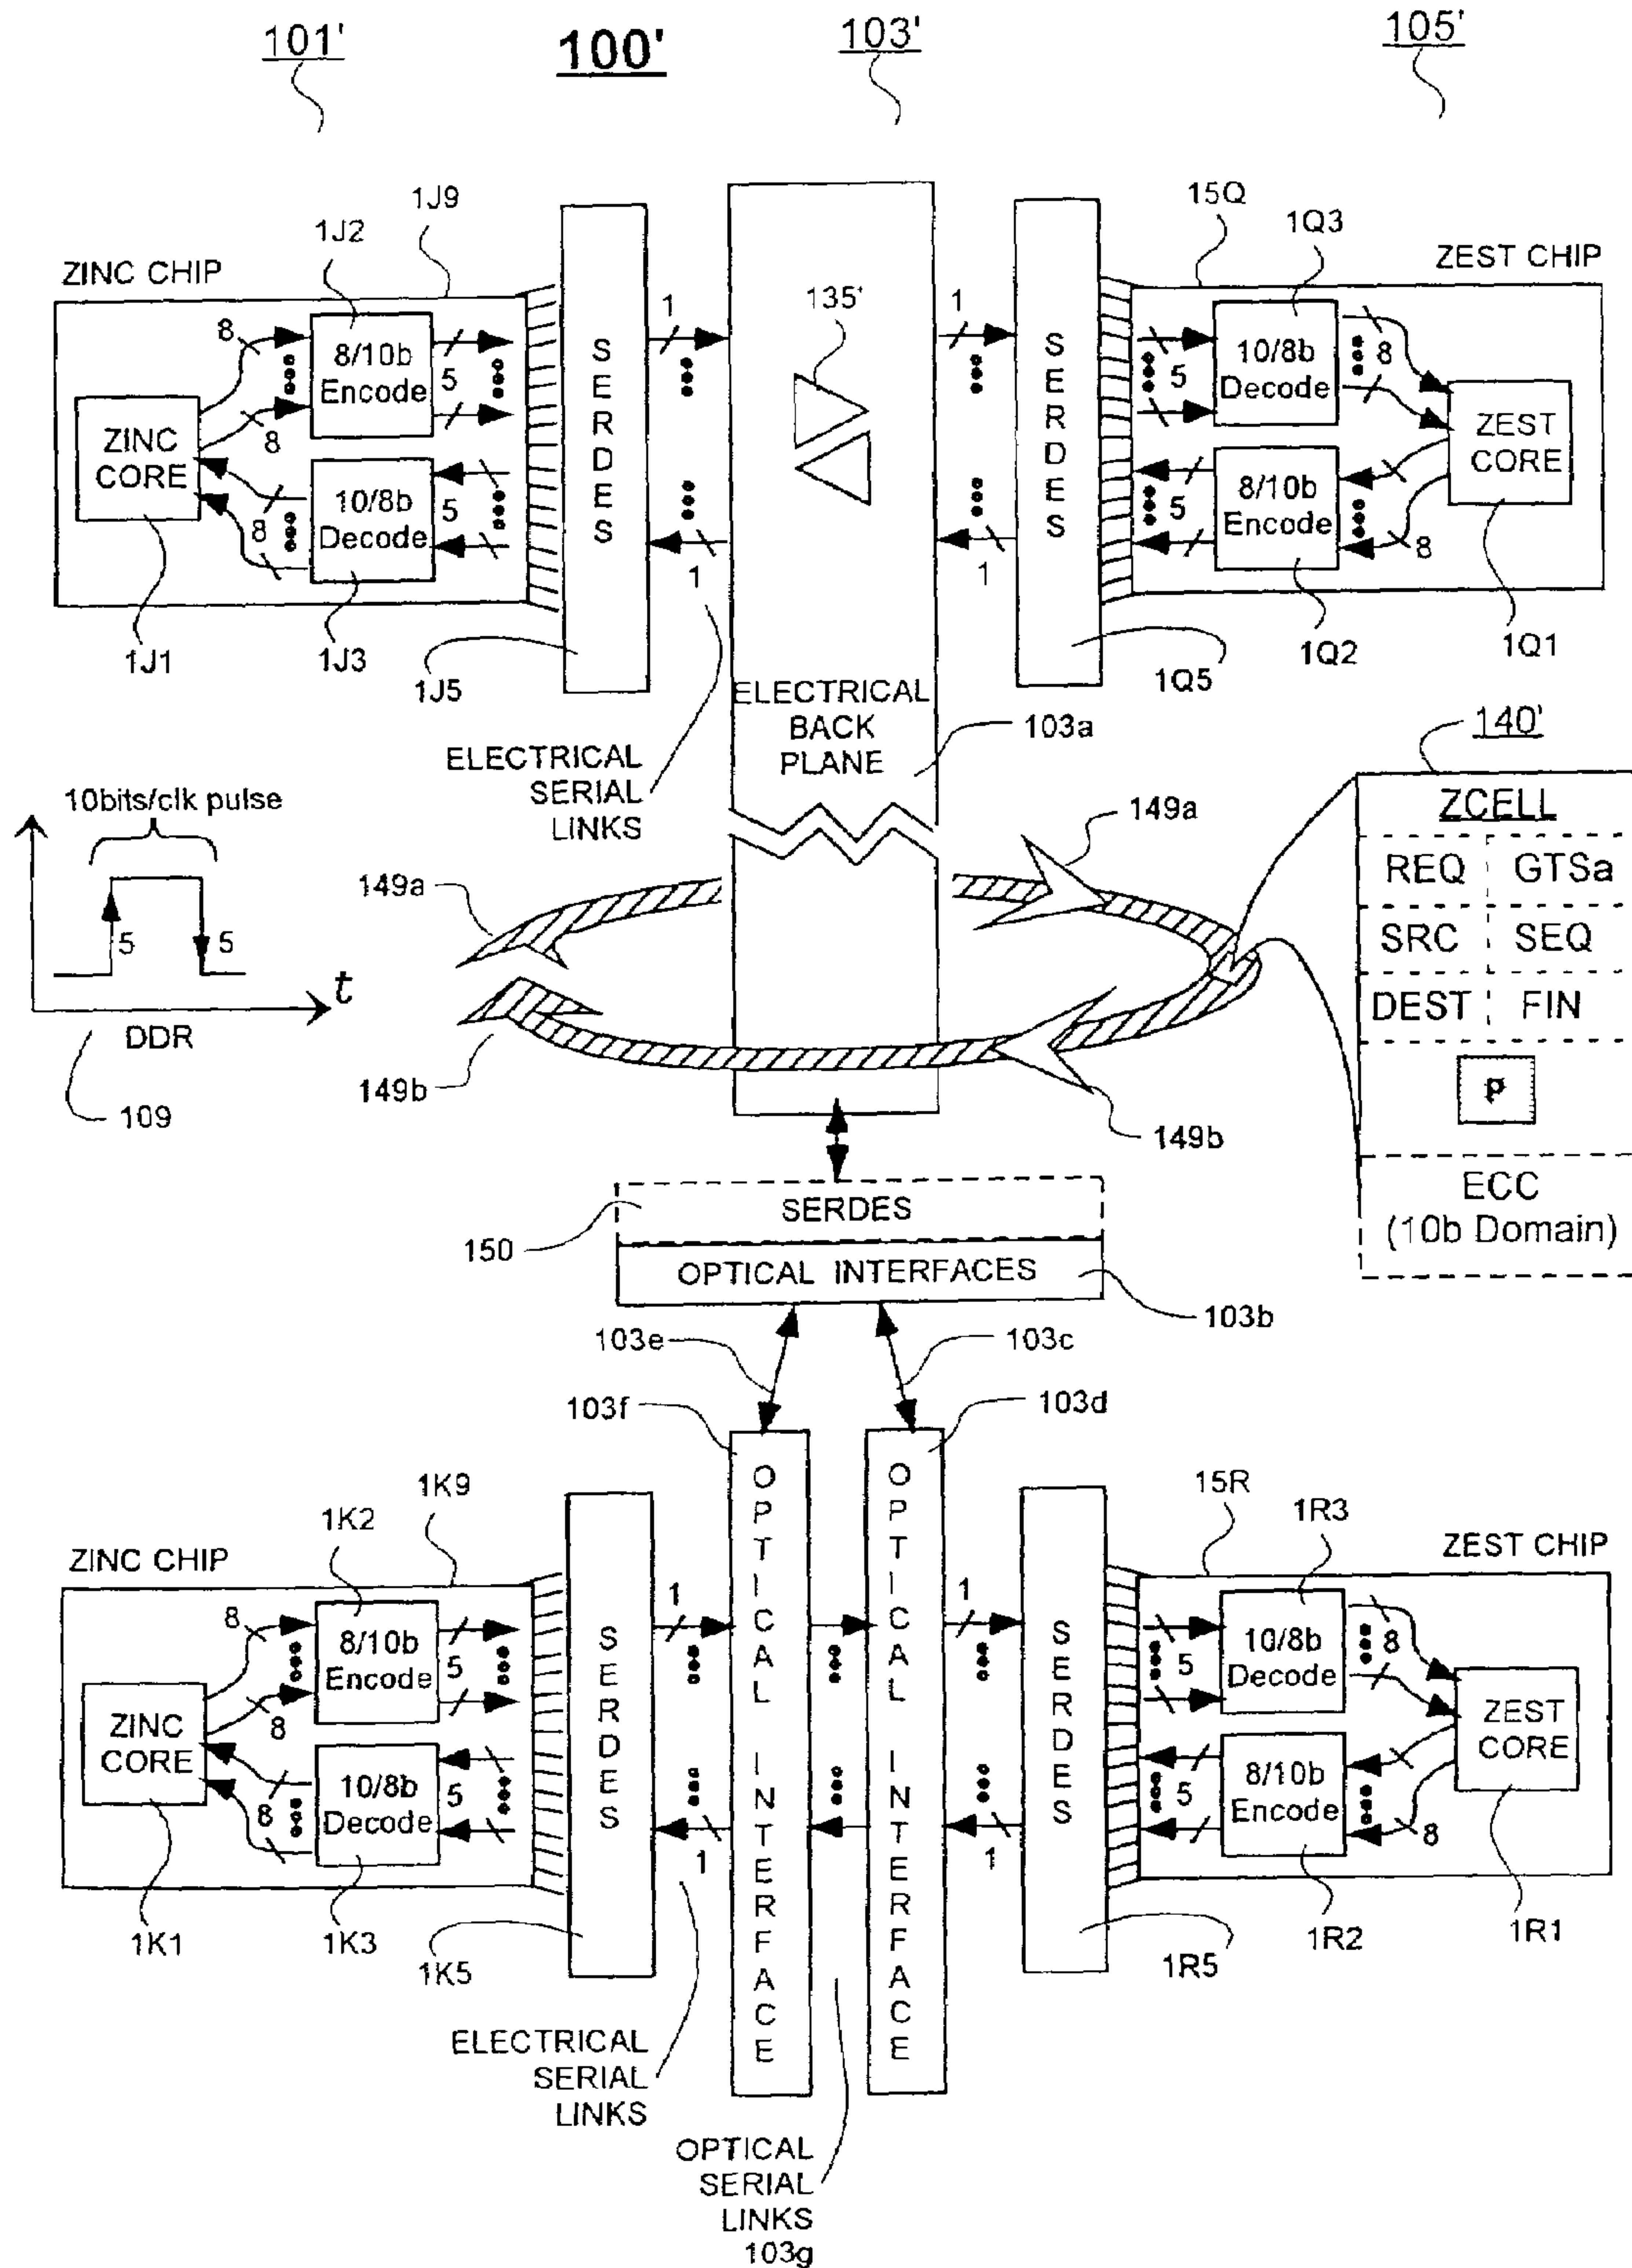 101'
100'
103'
105'
1J9
1J2
ZINC CHIP
8
8/10b
Encode
5
8
ZINC
CORE
10/8b
Decode
5
8
1J1
1J3
1J5
S
E
R
D
E
S
1
1
135'
ELECTRICAL
BACK
PLANE
103a
ELECTRICAL
SERIAL
LINKS
1
1
S
E
R
D
E
S
15Q
1Q3
ZEST CHIP
5
10/8b
Decode
8
ZEST
CORE
5
8/10b
Encode
8
1Q5
1Q2
1Q1
10bits/clk pulse
5
5
t
DDR
109
149a
149b
149a
149b
140'
ZCELL
REQ GTSa
SRC SEQ
DEST FIN
P
ECC
(10b Domain)
SERDES
150
OPTICAL INTERFACES
103b
103e
103c
103f
103d
1K9
1K2
ZINC CHIP
8
8/10b
Encode
5
8
ZINC
CORE
10/8b
Decode
5
8
1K1
1K3
1K5
S
E
R
D
E
S
1
1
O
P
T
I
C
A
L
I
N
T
E
R
F
A
C
E
O
P
T
I
C
A
L
I
N
T
E
R
F
A
C
E
1
1
S
E
R
D
E
S
15R
1R3
ZEST CHIP
5
10/8b
Decode
8
ZEST
CORE
5
8/10b
Encode
8
1R5
1R2
1R1
ELECTRICAL
SERIAL
LINKS
OPTICAL
SERIAL
LINKS
103g